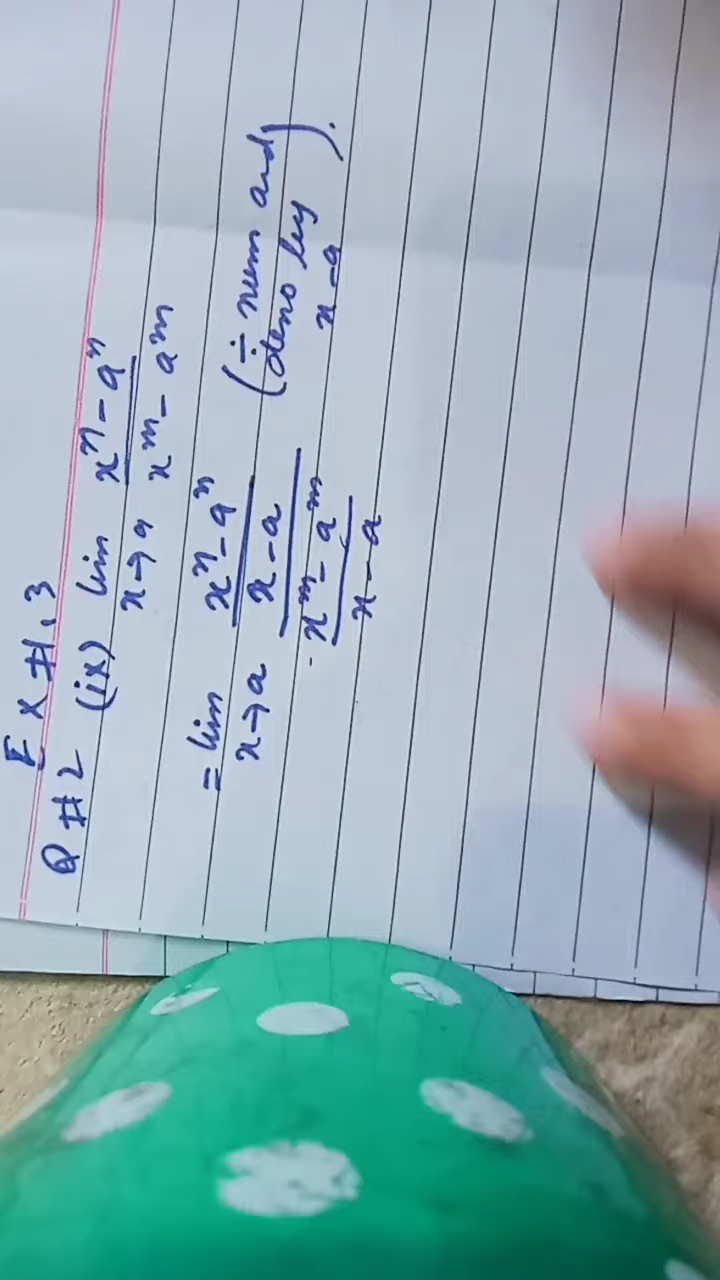 Ex # 1.3
Q # 2 (ix) lim x^n - a^n
x→a x^m - a^m
= lim x^n - a^n (÷ num and
x→a x - a deno by
x^m - a^m x - a).
x - a